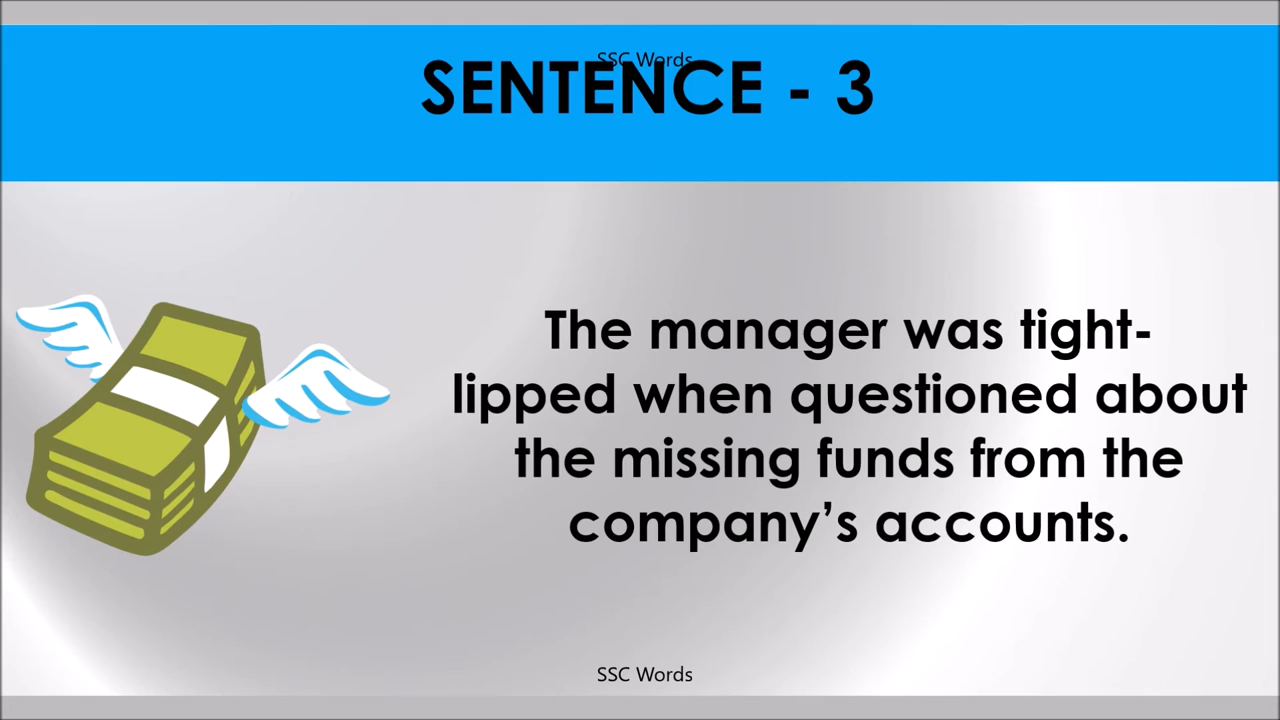 SSC Words
SENTENCE - 3
The manager was tight-
lipped when questioned about
the missing funds from the
company’s accounts.
SSC Words